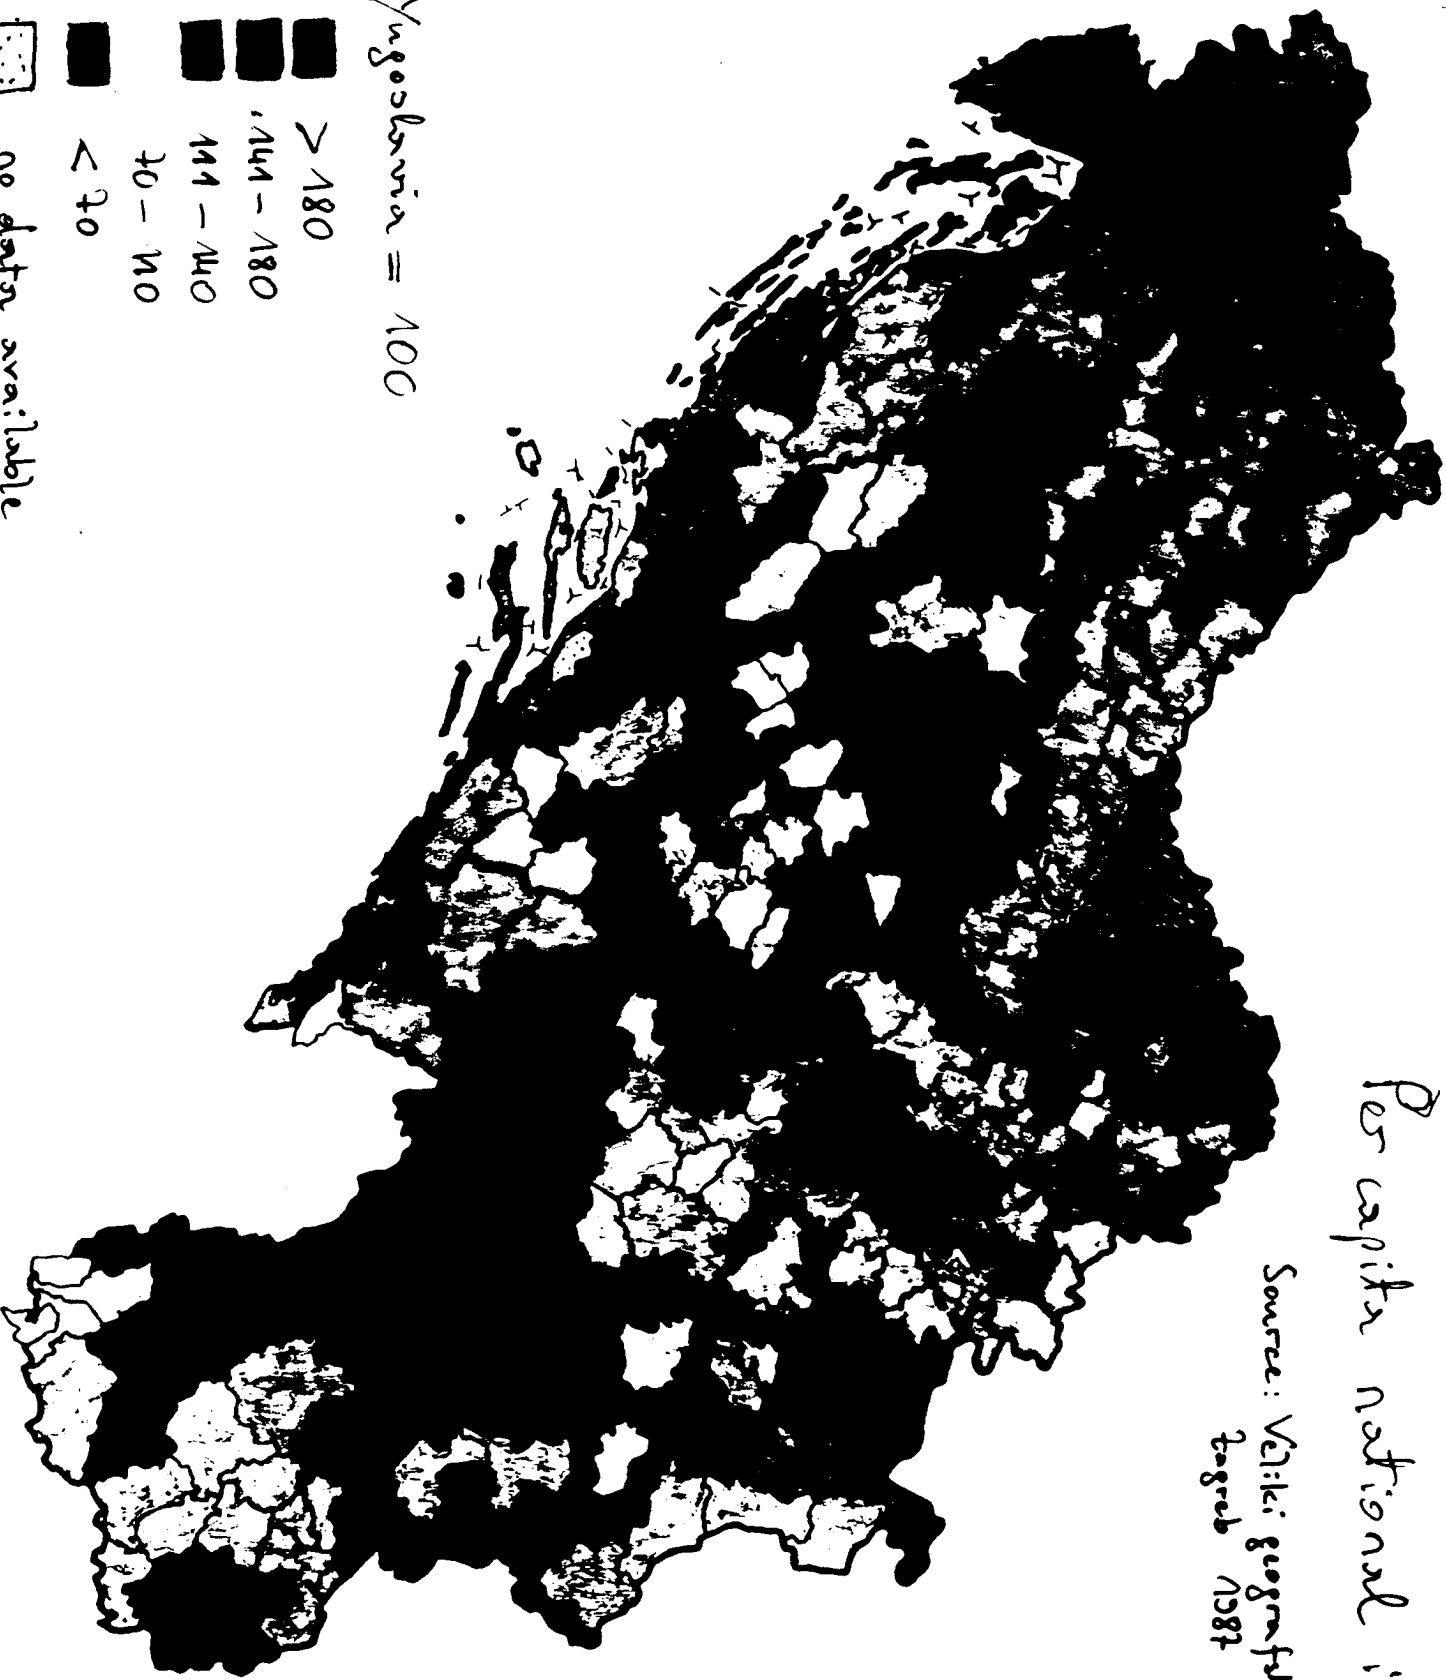 Per capita national i
Source: Veliki geografs
Zagreb 1987
Yugoslavia = 100
> 180
141 - 180
111 - 140
70 - 110
< 70
no data available